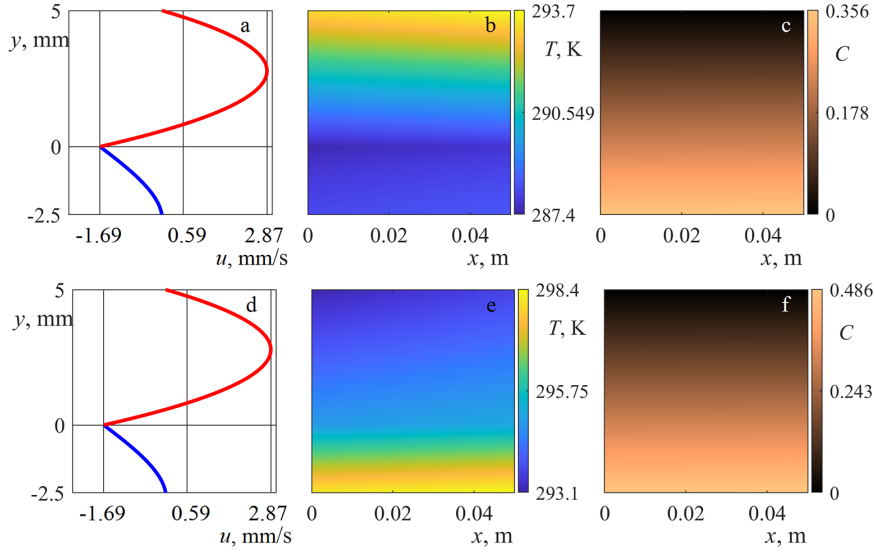 5 a b 293.7 c 0.356
y, mm T, K C
290.549 0.178
0
-2.5 287.4 0
-1.69 0.59 2.87 0 0.02 0.04 0 0.02 0.04
u, mm/s x, m x, m
5 d e 298.4 f 0.486
y, mm T, K C
295.75 0.243
0
-2.5 293.1 0
-1.69 0.59 2.87 0 0.02 0.04 0 0.02 0.04
u, mm/s x, m x, m